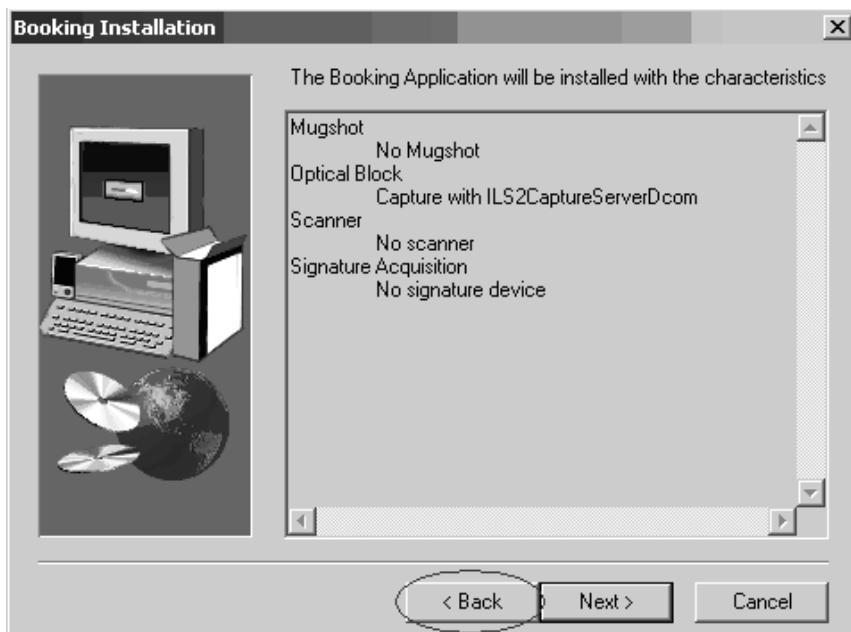 Booking Installation
The Booking Application will be installed with the characteristics
Mugshot
No Mugshot
Optical Block
Capture with ILS2CaptureServerDcom
Scanner
No scanner
Signature Acquisition
No signature device
< Back
Next >
Cancel